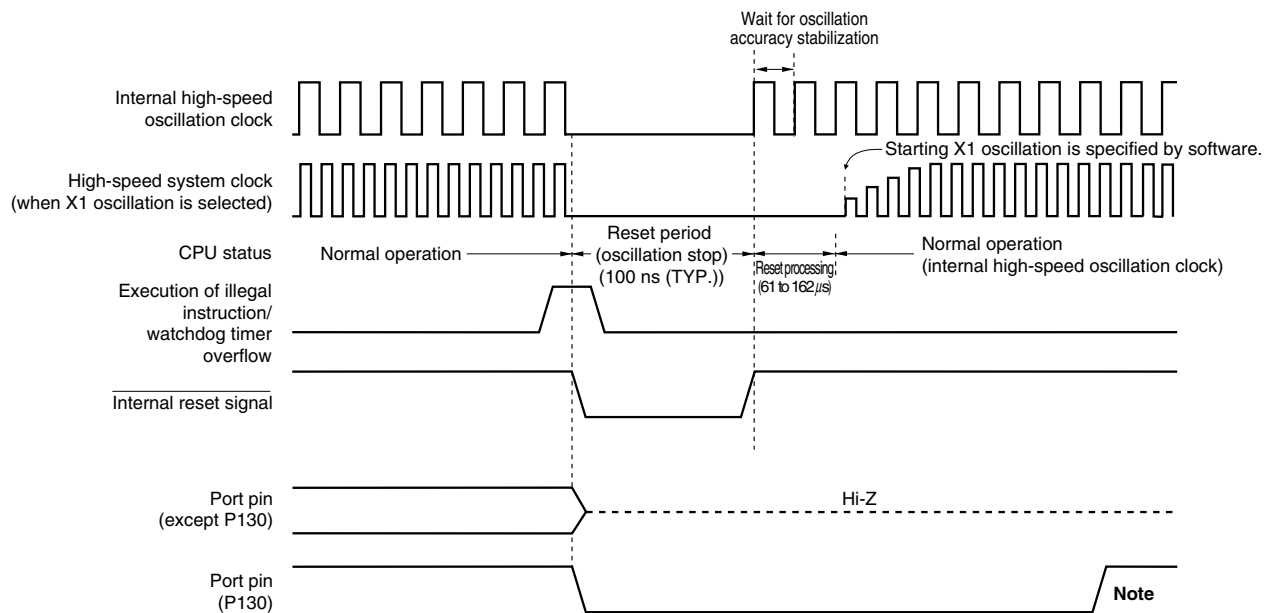 Wait for oscillation
accuracy stabilization
Internal high-speed
oscillation clock
Starting X1 oscillation is specified by software.
High-speed system clock
(when X1 oscillation is selected)
CPU status
Normal operation
Reset period
(oscillation stop)
(100 ns (TYP.))
Reset processing
(61 to 162 μs)
Normal operation
(internal high-speed oscillation clock)
Execution of illegal
instruction/
watchdog timer
overflow
Internal reset signal
Port pin
(except P130)
Hi-Z
Port pin
(P130)
Note